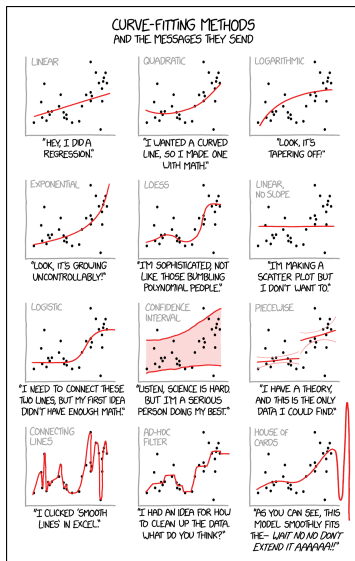 CURVE-FITTING METHODS
AND THE MESSAGES THEY SEND
LINEAR
"HEY, I DID A
REGRESSION."
QUADRATIC
"I WANTED A CURVED
LINE, SO I MADE ONE
WITH MATH."
LOGARITHMIC
"LOOK, IT'S
TAPERING OFF!"
EXPONENTIAL
"LOOK, IT'S GROWING
UNCONTROLLABLY!"
LOESS
"I'M SOPHISTICATED, NOT
LIKE THOSE BUMBLING
POLYNOMIAL PEOPLE."
LINEAR,
NO SLOPE
"I'M MAKING A
SCATTER PLOT BUT
I DON'T WANT TO."
LOGISTIC
"I NEED TO CONNECT THESE
TWO LINES, BUT MY FIRST IDEA
DIDN'T HAVE ENOUGH MATH."
CONFIDENCE
INTERVAL
"LISTEN, SCIENCE IS HARD.
BUT I'M A SERIOUS
PERSON DOING MY BEST."
PIECEWISE
"I HAVE A THEORY,
AND THIS IS THE ONLY
DATA I COULD FIND."
CONNECTING
LINES
"I CLICKED 'SMOOTH
LINES' IN EXCEL."
AD-HOC
FILTER
"I HAD AN IDEA FOR HOW
TO CLEAN UP THE DATA.
WHAT DO YOU THINK?"
HOUSE OF
CARDS
"AS YOU CAN SEE, THIS
MODEL SMOOTHLY FITS
THE- WAIT NO NO DON'T
EXTEND IT AAAAAA!!"